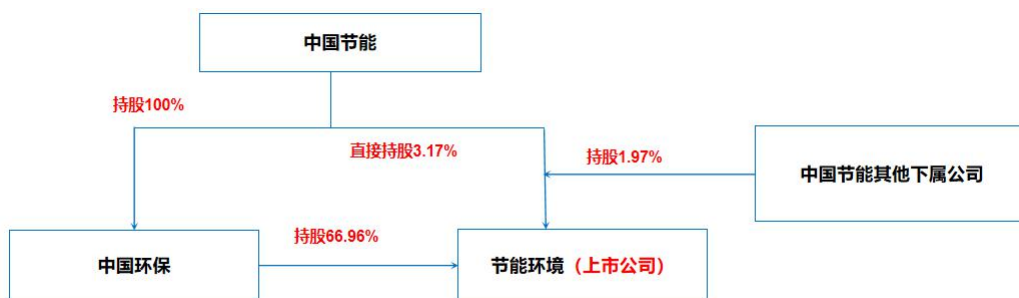 中国节能
持股100%
直接持股3.17%
持股1.97%
中国节能其他下属公司
持股66.96%
中国环保
节能环境（上市公司）